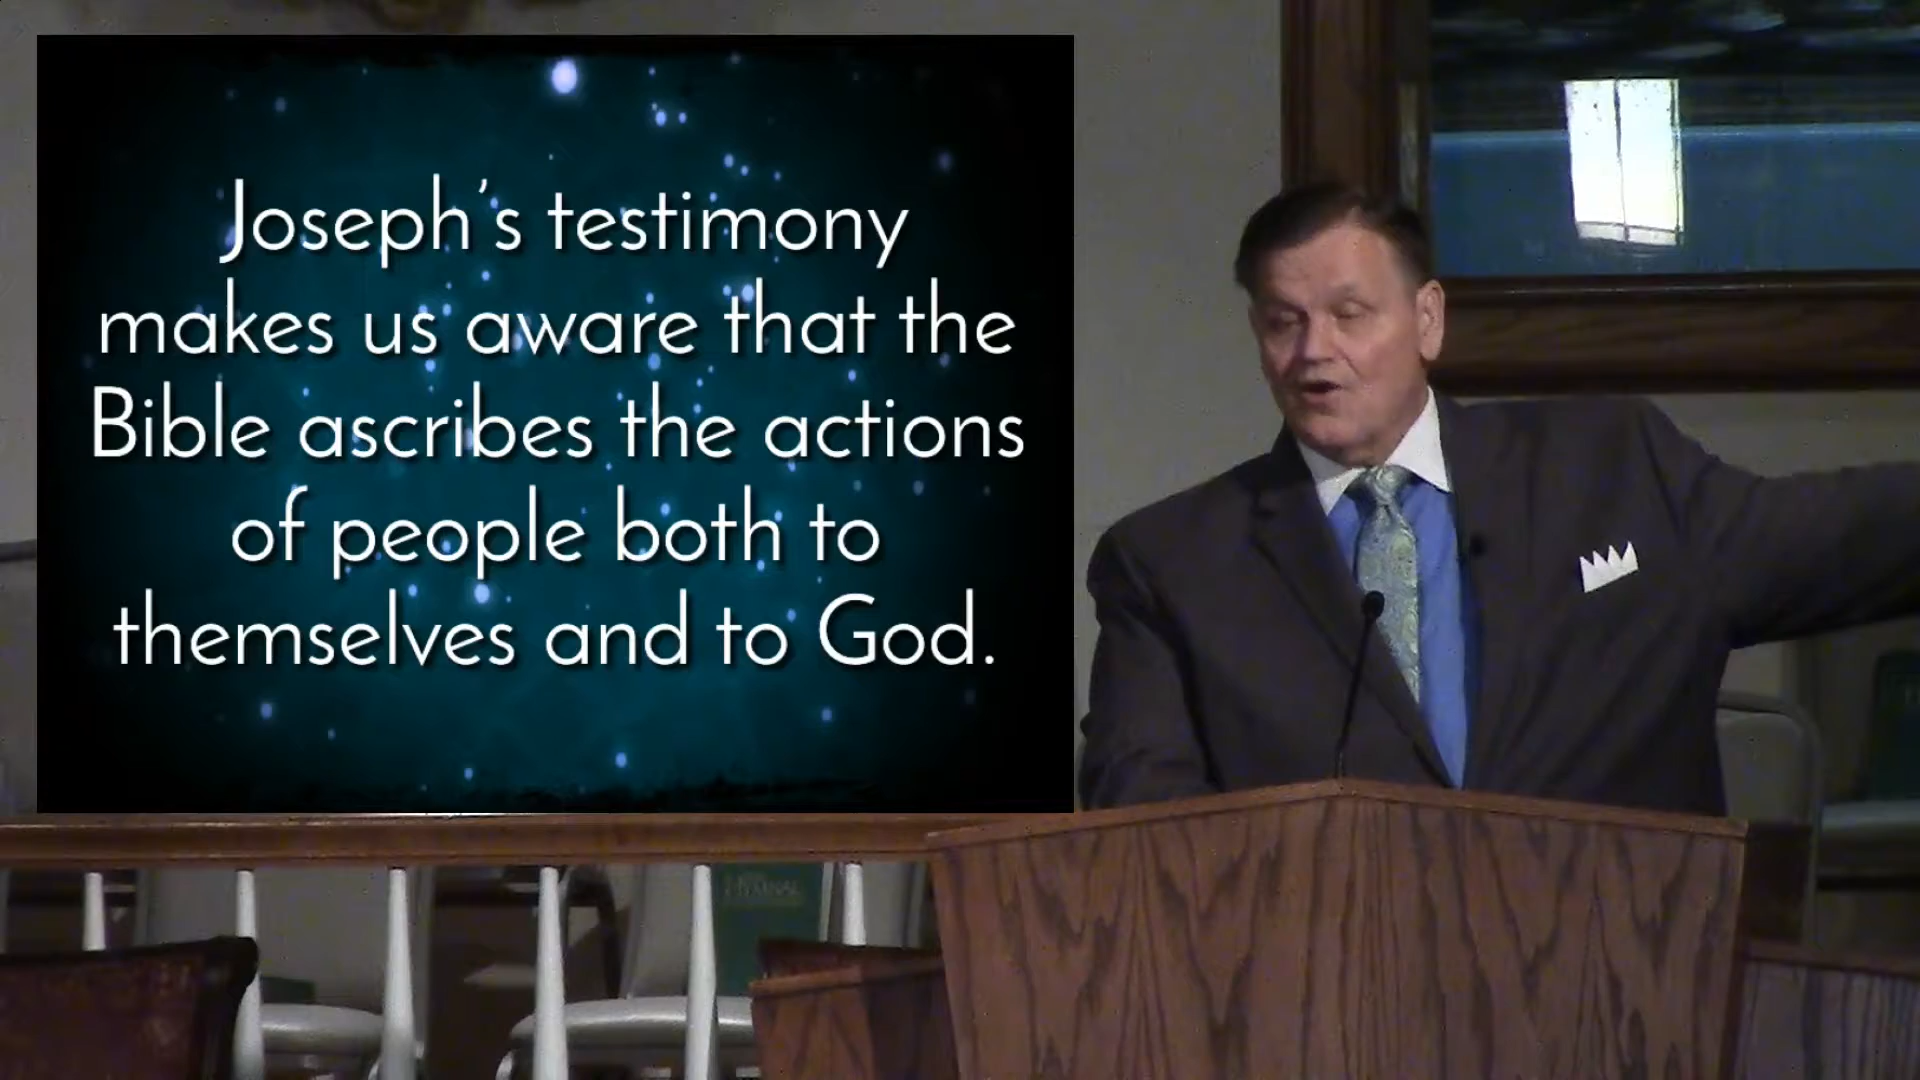 Joseph's testimony
makes us aware that the
Bible ascribes the actions
of people both to
themselves and to God.
HYMNAL